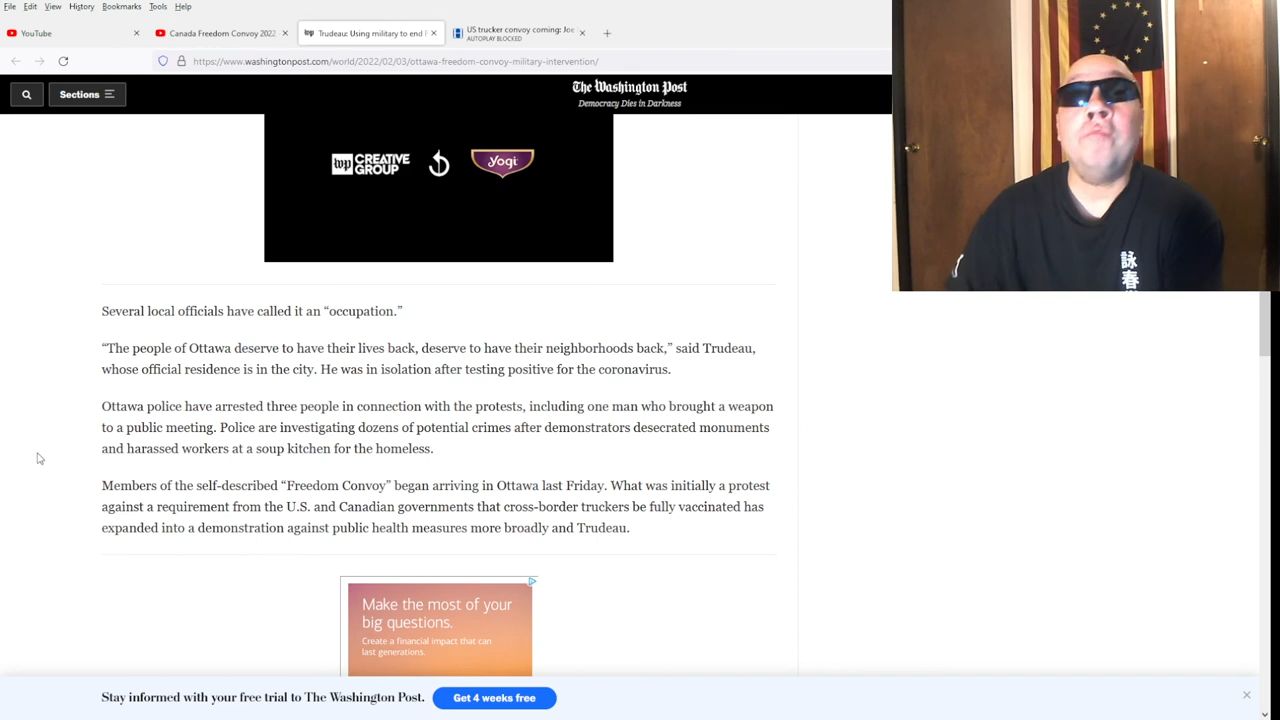 File Edit View History Bookmarks Tools Help
YouTube
Canada Freedom Convoy 2022
Trudeau: Using military to end
US trucker convoy coming: Joe
AUTOPLAY BLOCKED
https://www.washingtonpost.com/world/2022/02/03/ottawa-freedom-convoy-military-intervention/
Sections
The Washington Post
Democracy Dies in Darkness
wp CREATIVE GROUP
yogi
詠
春
Several local officials have called it an “occupation.”
“The people of Ottawa deserve to have their lives back, deserve to have their neighborhoods back,” said Trudeau,
whose official residence is in the city. He was in isolation after testing positive for the coronavirus.
Ottawa police have arrested three people in connection with the protests, including one man who brought a weapon
to a public meeting. Police are investigating dozens of potential crimes after demonstrators desecrated monuments
and harassed workers at a soup kitchen for the homeless.
Members of the self-described “Freedom Convoy” began arriving in Ottawa last Friday. What was initially a protest
against a requirement from the U.S. and Canadian governments that cross-border truckers be fully vaccinated has
expanded into a demonstration against public health measures more broadly and Trudeau.
Make the most of your
big questions.
Create a financial impact that can
last generations.
Stay informed with your free trial to The Washington Post.
Get 4 weeks free